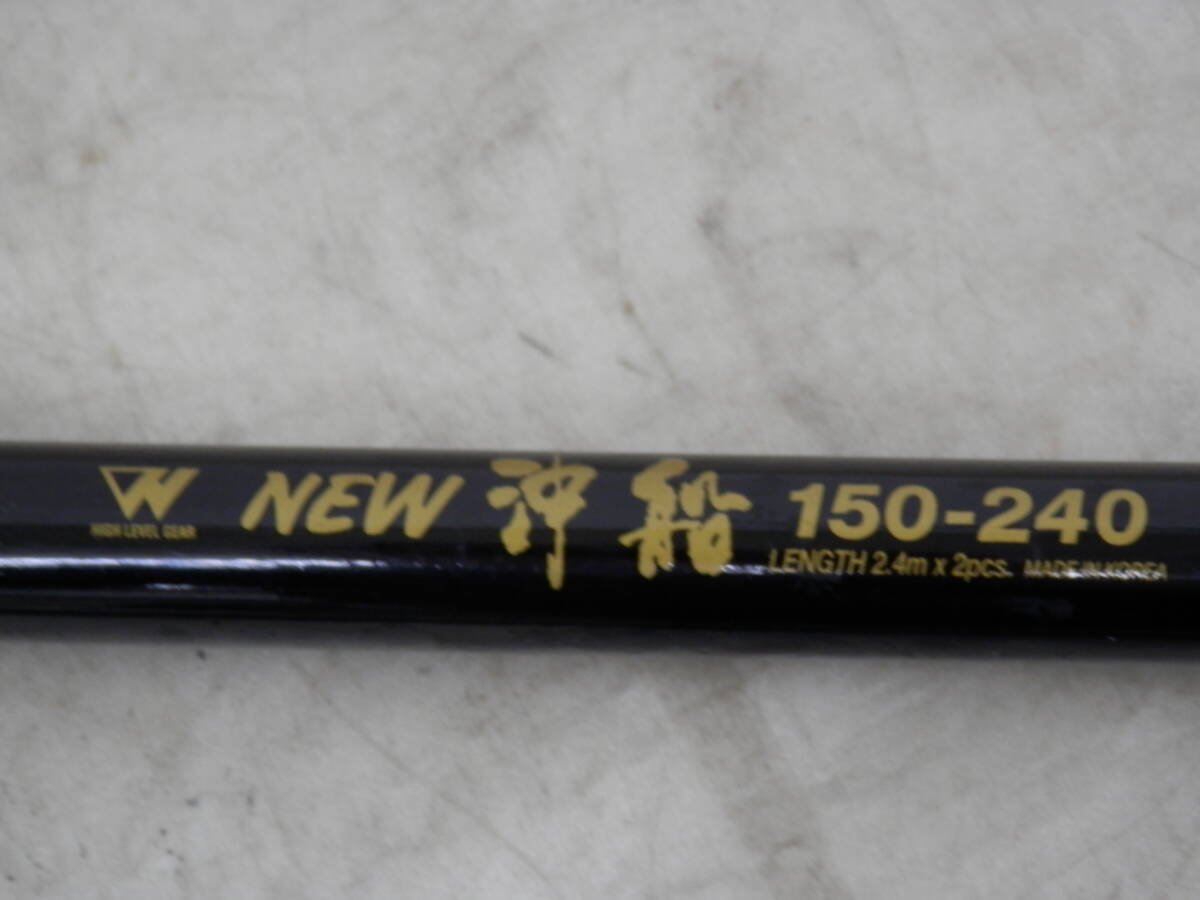 HIGH LEVEL GEAR
NEW 沖船 150-240
LENGTH 2.4m x 2pcs. MADE IN KOREA